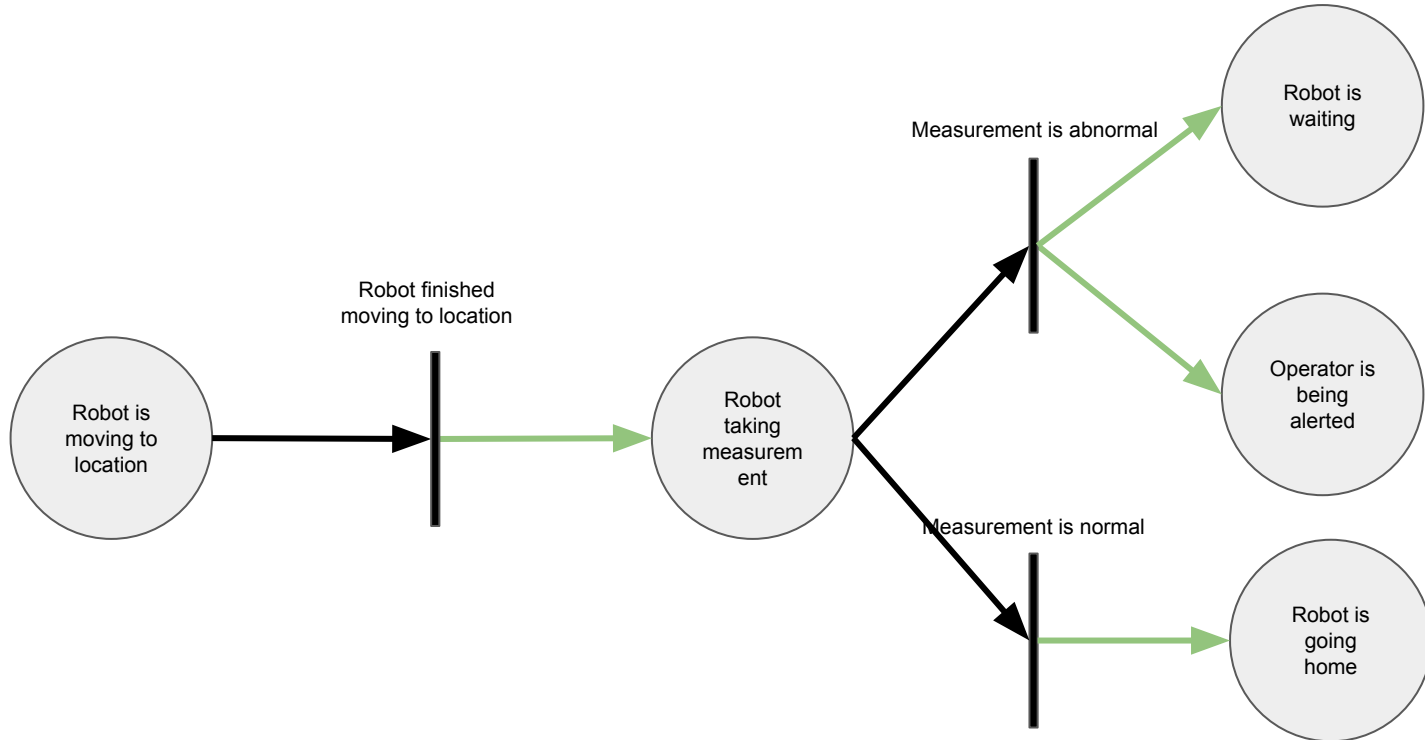 Robot is
moving to
location
Robot finished
moving to location
Robot
taking
measurem
ent
Measurement is abnormal
Measurement is normal
Robot is
waiting
Operator is
being
alerted
Robot is
going
home